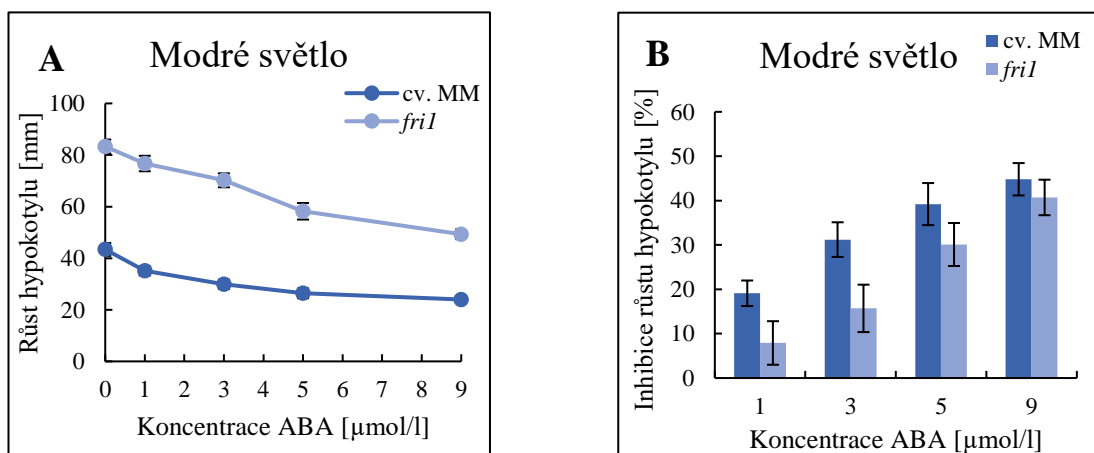 A
Modré světlo
cv. MM
fri1
Růst hypokotylu [mm]
100
80
60
40
20
0
0 1 2 3 4 5 6 7 8 9
Koncentrace ABA [µmol/l]
B
Modré světlo
cv. MM
fri1
Inhibice růstu hypokotylu [%]
60
50
40
30
20
10
0
1 3 5 9
Koncentrace ABA [µmol/l]